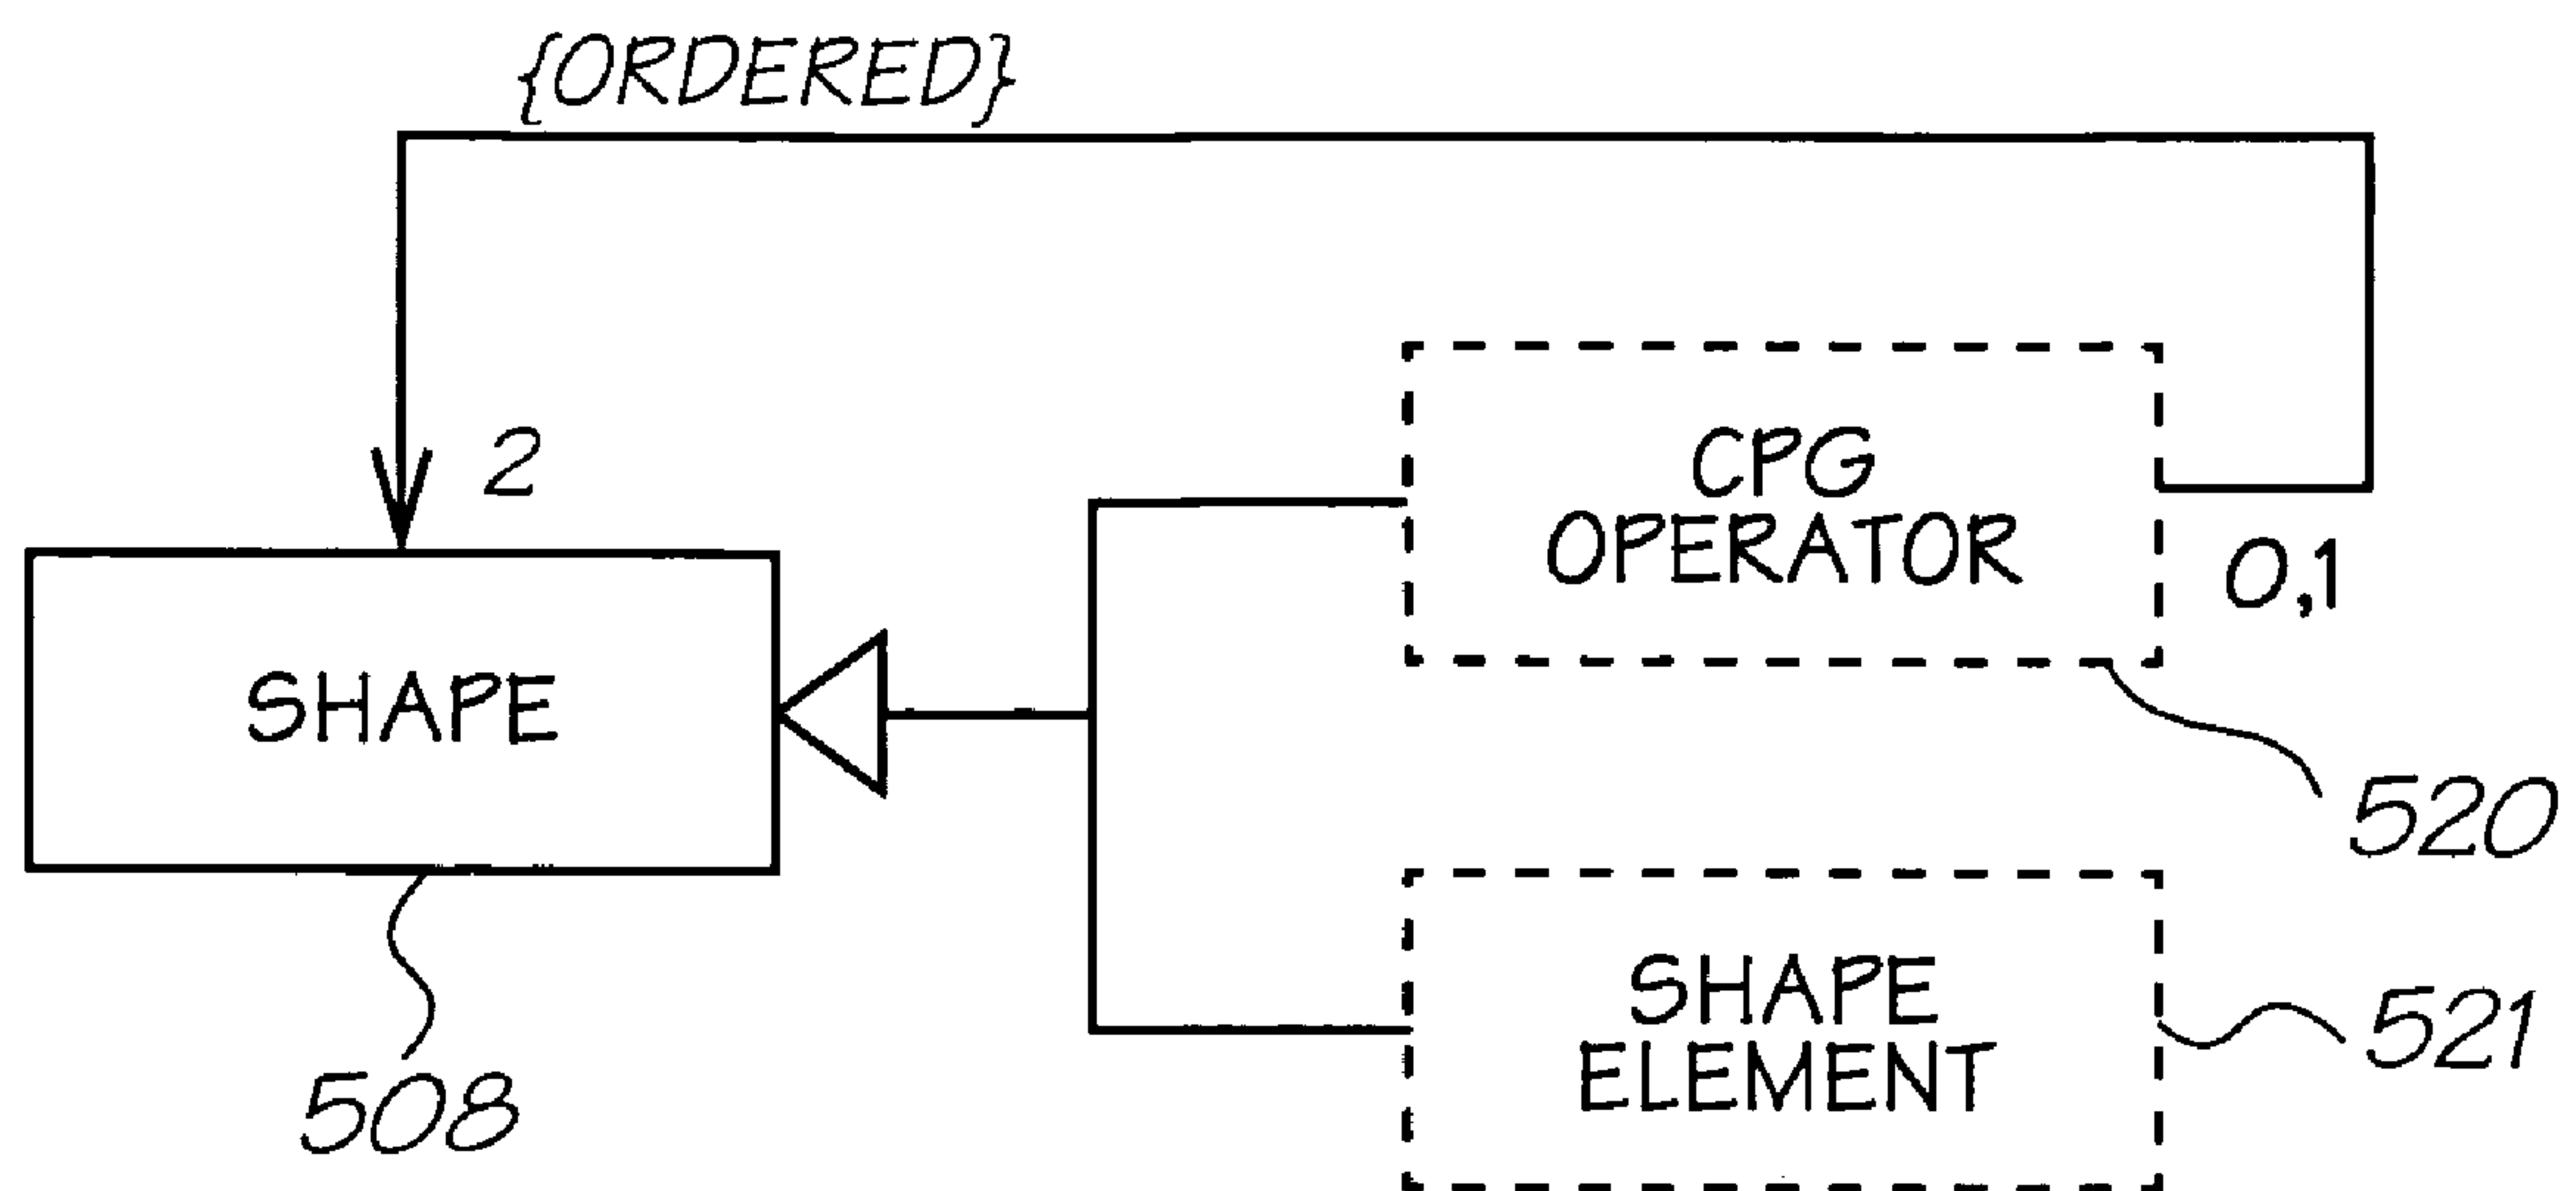 {ORDERED}
2
CPG
OPERATOR
0,1
SHAPE
520
SHAPE
ELEMENT
521
508